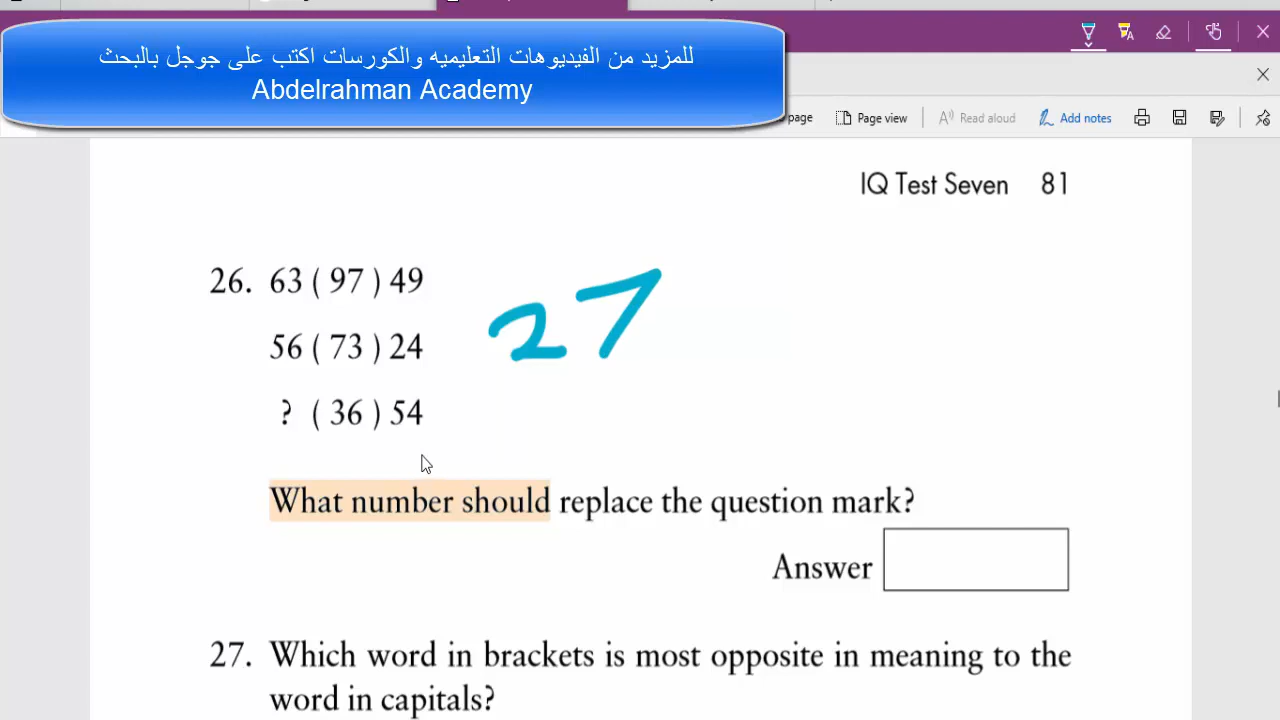 للمزيد من الفيديوهات التعليميه والكورسات اكتب على جوجل بالبحث
Abdelrahman Academy
page
Page view
Read aloud
Add notes
IQ Test Seven 81
26. 63 ( 97 ) 49
27
56 ( 73 ) 24
? ( 36 ) 54
What number should replace the question mark?
Answer
27. Which word in brackets is most opposite in meaning to the
word in capitals?